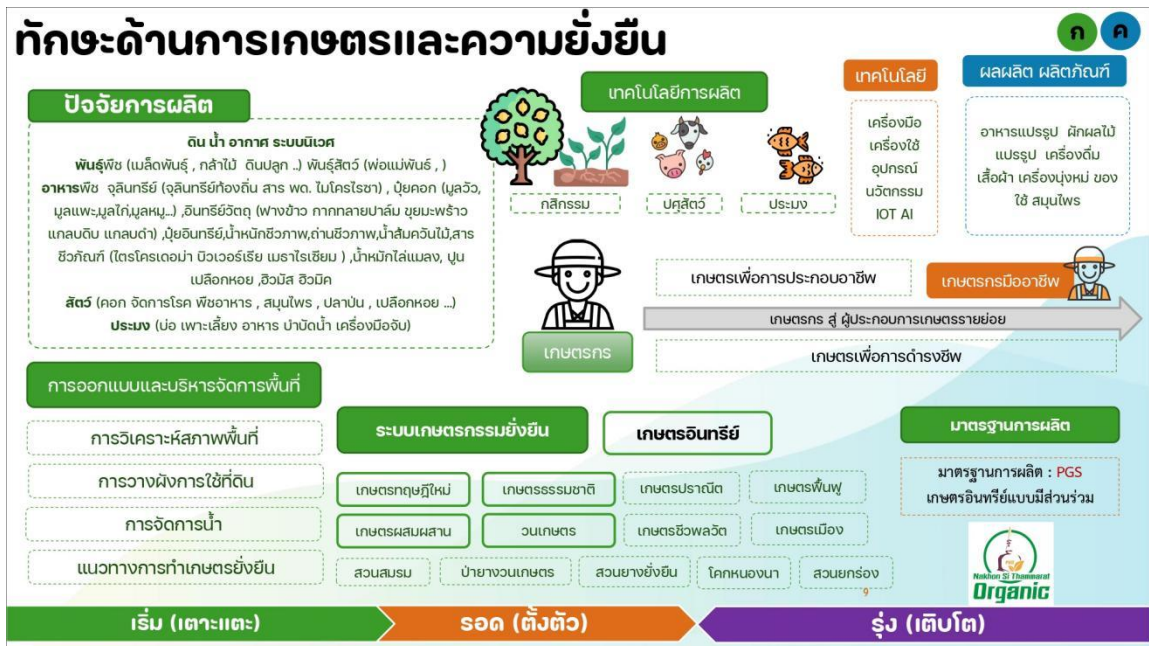 ทักษะด้านการเกษตรและความยั่งยืน
ก
ค
ปัจจัยการผลิต
ดิน น้ำ อากาศ ระบบนิเวศ
พันธุ์พืช (เมล็ดพันธุ์ , กล้าไม้ ดินปลูก ..) พันธุ์สัตว์ (พ่อแม่พันธ์ , )
อาหารพืช จุลินทรีย์ (จุลินทรีย์ท้องถิ่น สาร พด. ไมโครไรซา) , ปุ๋ยคอก (มูลวัว,
มูลแพะ,มูลไก่,มูลหมู...) ,อินทรีย์วัตถุ (ฟางข้าว กากทลายปาล์ม ขุยมะพร้าว
แกลบดิบ แกลบดำ) ,ปุ๋ยอินทรีย์,น้ำหนักชีวภาพ,ถ่านชีวภาพ,น้ำส้มควันไม้,สาร
ชีวภัณฑ์ (ไตรโครเดอม่า บิวเวอร์เรีย เมธาไรเซียม ) ,น้ำหมักไล่แมลง, ปูน
เปลือกหอย ,ฮิวมัส ฮิวมิค
สัตว์ (คอก จัดการโรค พืชอาหาร , สมุนไพร , ปลาป่น , เปลือกหอย ...)
ประมง (บ่อ เพาะเลี้ยง อาหาร บำบัดน้ำ เครื่องมือจับ)
เทคโนโลยีการผลิต
กสิกรรม
ปศุสัตว์
ประมง
เทคโนโลยี
เครื่องมือ
เครื่องใช้
อุปกรณ์
นวัตกรรม
IOT AI
ผลผลิต ผลิตภัณฑ์
อาหารแปรรูป ผักผลไม้
แปรรูป เครื่องดื่ม
เสื้อผ้า เครื่องนุ่งหม่ ของ
ใช้ สมุนไพร
เกษตรกร
เกษตรเพื่อการประกอบอาชีพ
เกษตรกรมืออาชีพ
เกษตรกร สู่ ผู้ประกอบการเกษตรรายย่อย
เกษตรเพื่อการดำรงชีพ
การออกแบบและบริหารจัดการพื้นที่
การวิเคราะห์สภาพพื้นที่
การวางผังการใช้ที่ดิน
การจัดการน้ำ
แนวทางการทำเกษตรยั่งยืน
ระบบเกษตรกรรมยั่งยืน
เกษตรอินทรีย์
เกษตรทฤษฎีใหม่
เกษตรธรรมชาติ
เกษตรปราณีต
เกษตรฟื้นฟู
เกษตรผสมผสาน
วนเกษตร
เกษตรชีวพลวัต
เกษตรเมือง
สวนสมรม
ป่ายางวนเกษตร
สวนยางยั่งยืน
โคกหนองนา
สวนยกร่อง
มาตรฐานการผลิต
มาตรฐานการผลิต : PGS
เกษตรอินทรีย์แบบมีส่วนร่วม
Nakhon Si Thammarat
Organic
9
เริ่ม (เตาะแตะ)
รอด (ตั้งตัว)
รุ่ง (เติบโต)